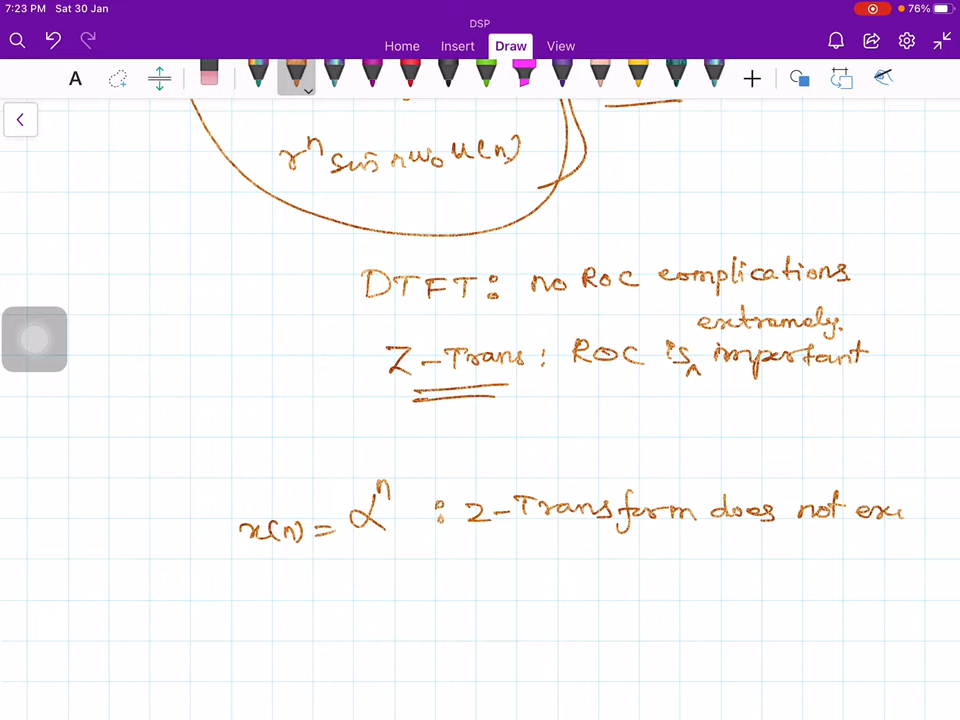 7:23 PM Sat 30 Jan
76%
DSP
Home Insert Draw View
A
rⁿ sin nω₀ u(n)
DTFT : no ROC complications
extramely.
Z-Trans : ROC is ^ important
x(n) = αⁿ : Z-Transform does not exi